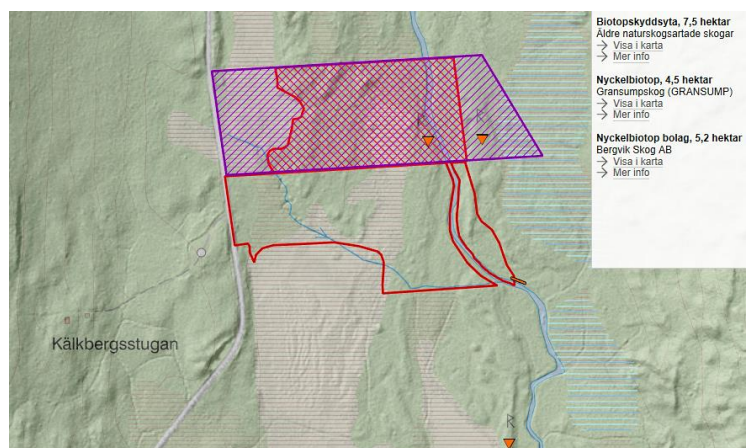 Biotopskyddsyta, 7,5 hektar
Äldre naturskogsartade skogar
→ Visa i karta
→ Mer info
Nyckelbiotop, 4,5 hektar
Gransumpskog (GRANSUMP)
→ Visa i karta
→ Mer info
Nyckelbiotop bolag, 5,2 hektar
Bergvik Skog AB
→ Visa i karta
→ Mer info
R
R
Kälkbergsstugan
R